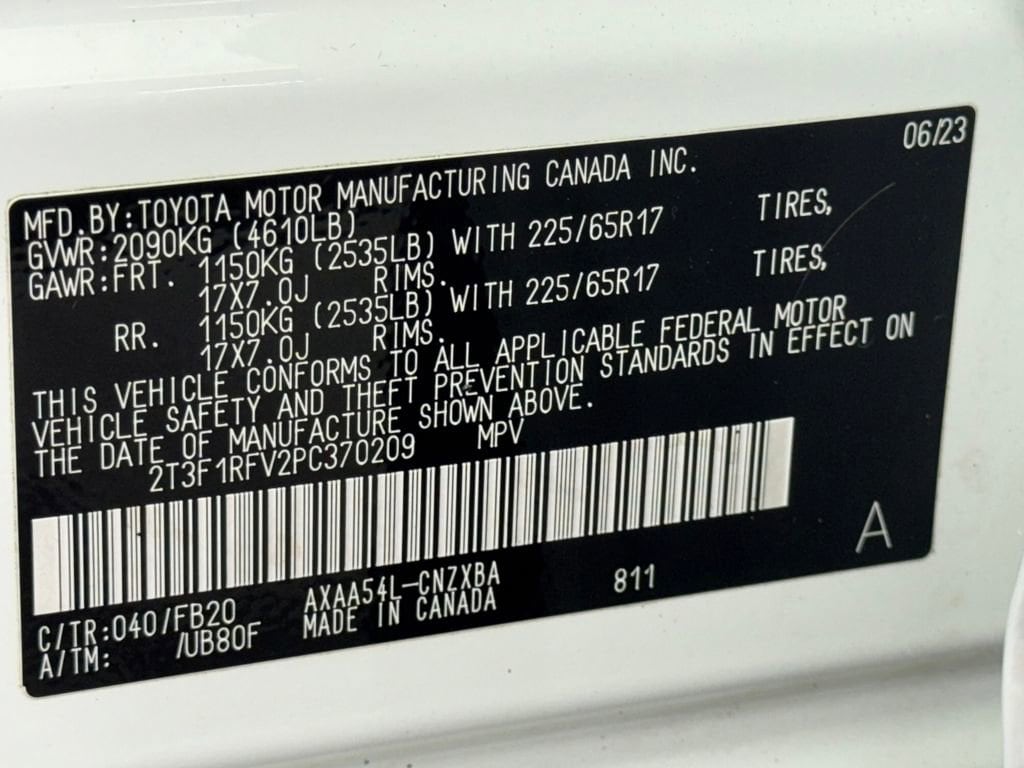 06/23
MFD. BY: TOYOTA MOTOR MANUFACTURING CANADA INC.
GVWR: 2090KG (4610LB)
GAWR: FRT. 1150KG (2535LB) WITH 225/65R17 TIRES,
17X7.0J RIMS.
RR. 1150KG (2535LB) WITH 225/65R17 TIRES,
17X7.0J RIMS.
THIS VEHICLE CONFORMS TO ALL APPLICABLE FEDERAL MOTOR
VEHICLE SAFETY AND THEFT PREVENTION STANDARDS IN EFFECT ON
THE DATE OF MANUFACTURE SHOWN ABOVE.
2T3F1RFV2PC370209 MPV
A
C/TR: 040/FB20 AXAA54L-CNZXBA 811
A/TM: /UB80F MADE IN CANADA